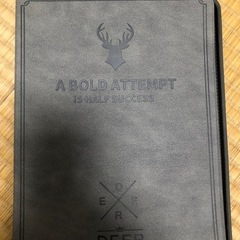 A BOLD ATTEMPT
IS HALF SUCCESS
D
E E
R
DEER